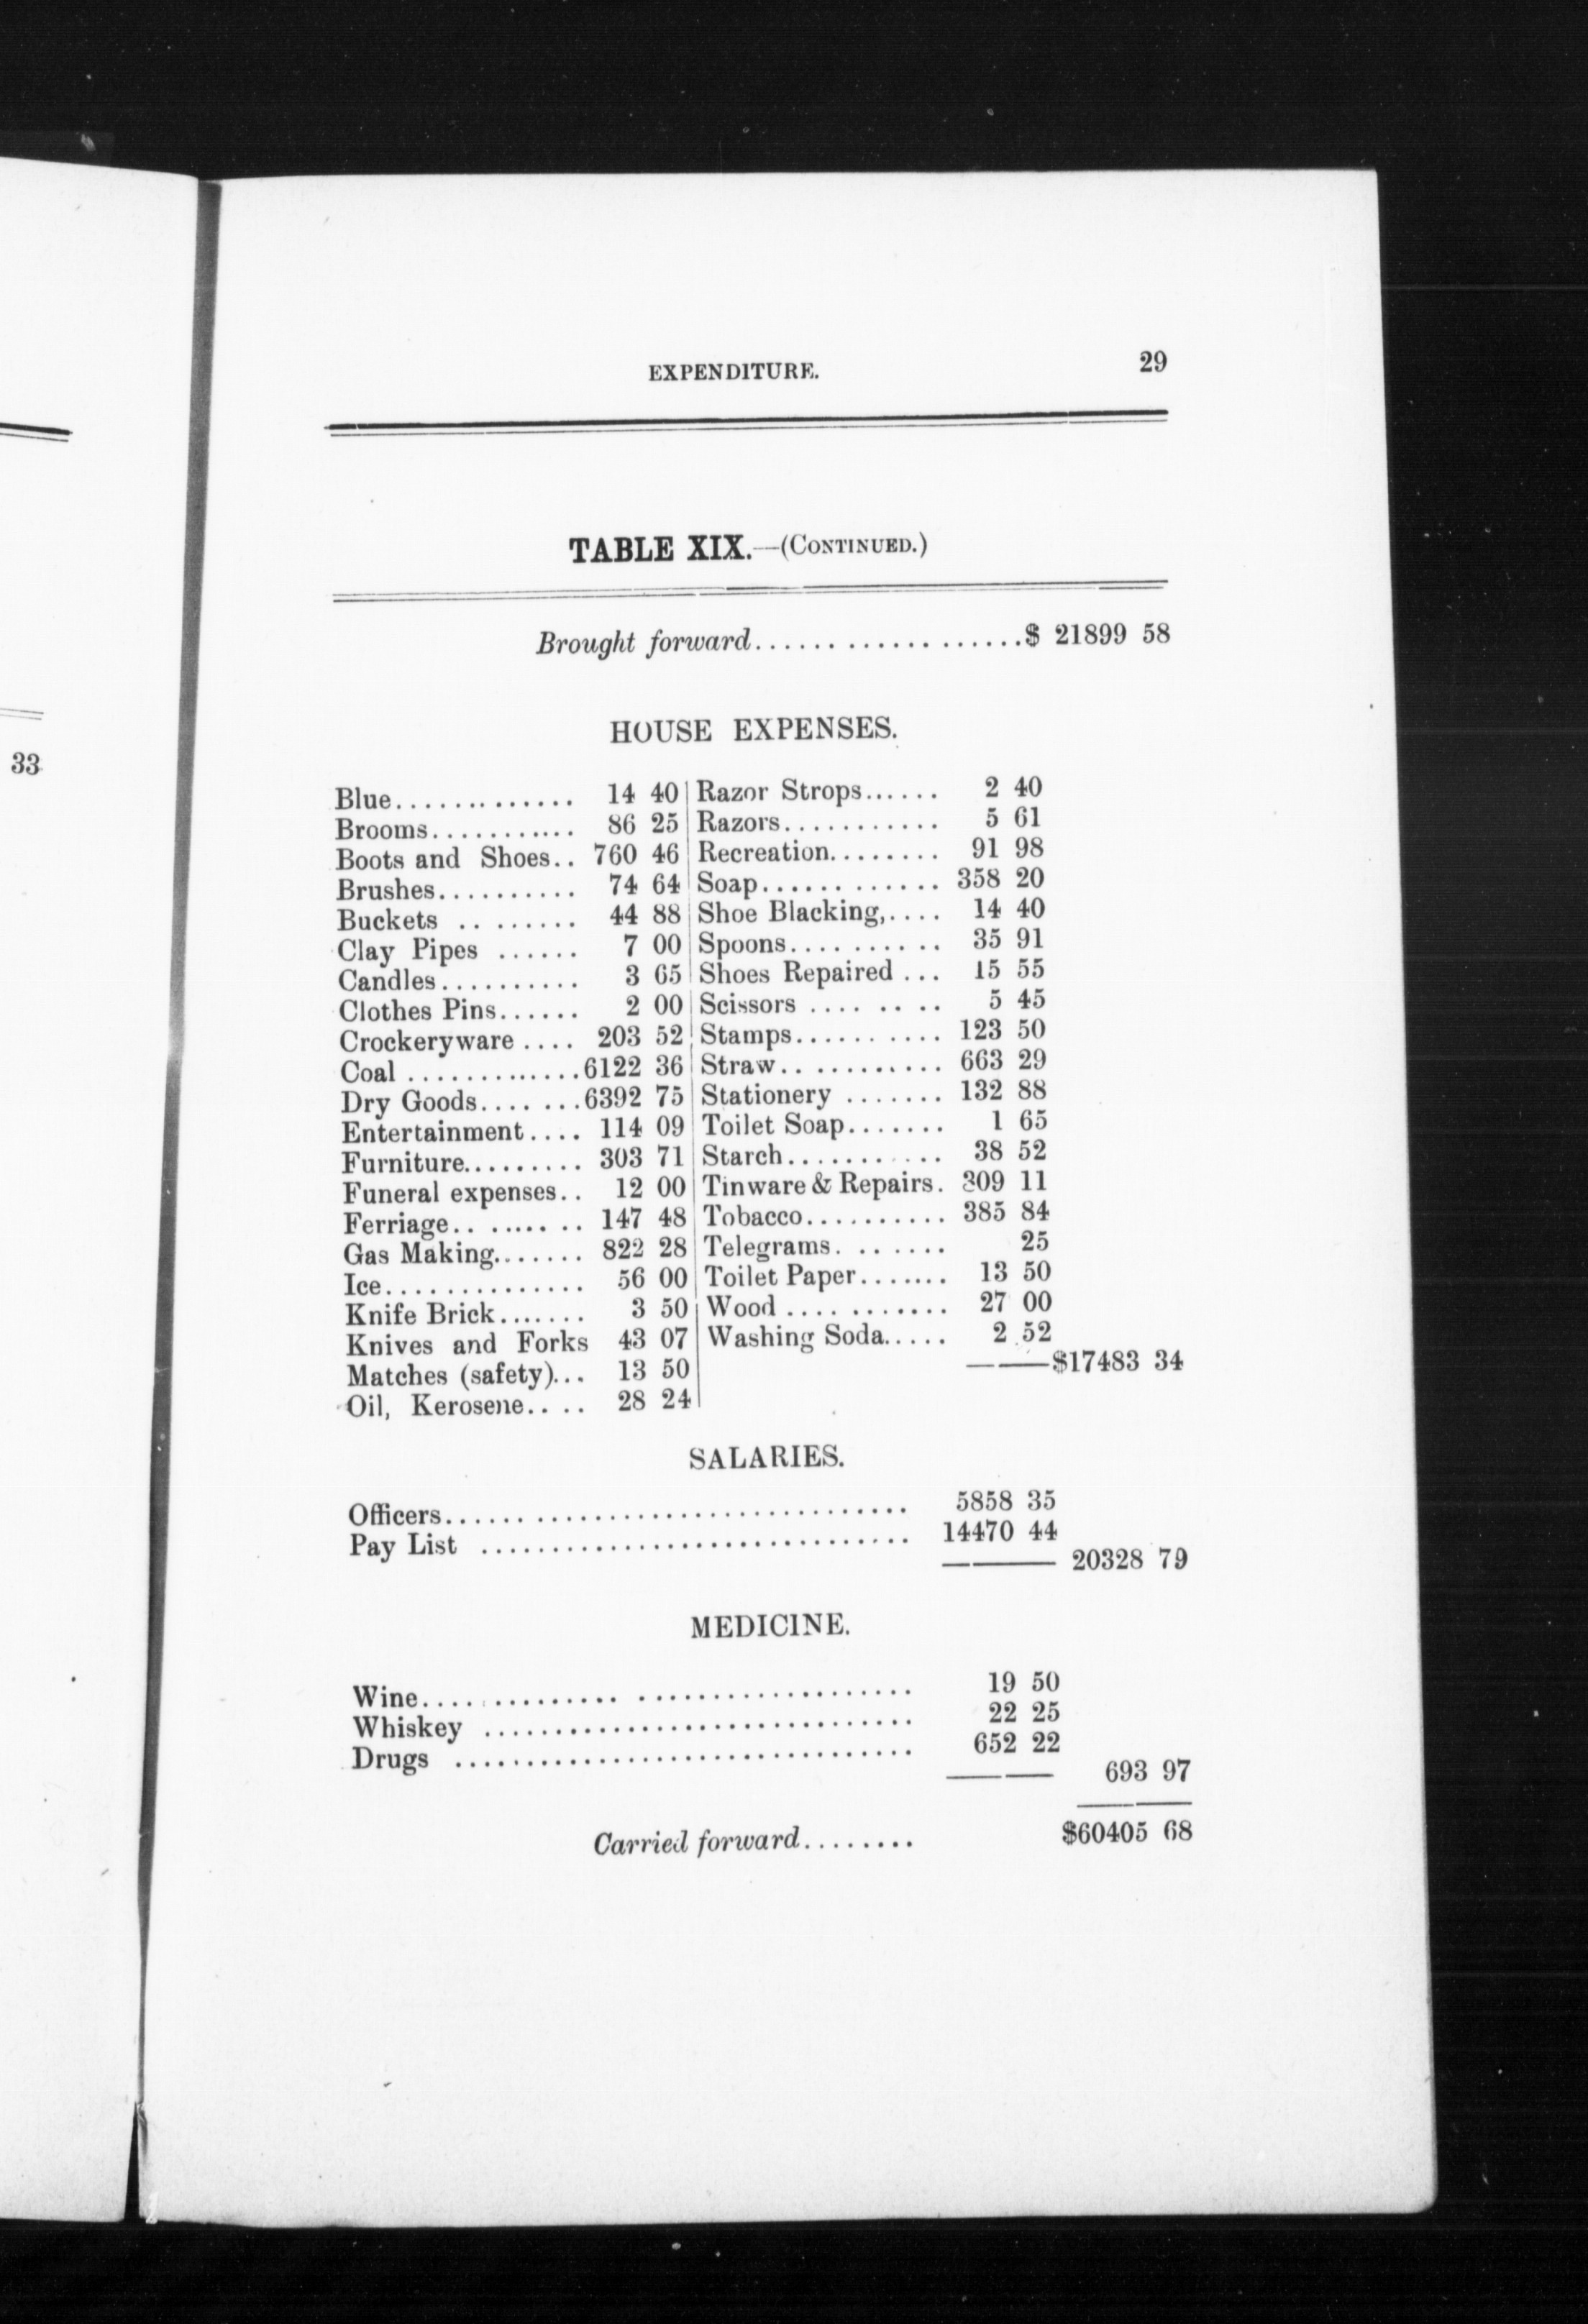 33
EXPENDITURE.
29
TABLE XIX.—(CONTINUED.)
Brought forward...................$ 21899 58
HOUSE EXPENSES.
Blue............. 14 40
Brooms........... 86 25
Boots and Shoes.. 760 46
Brushes.......... 74 64
Buckets ........ 44 88
Clay Pipes ...... 7 00
Candles.......... 3 65
Clothes Pins...... 2 00
Crockeryware .... 203 52
Coal ............6122 36
Dry Goods.......6392 75
Entertainment.... 114 09
Furniture......... 303 71
Funeral expenses.. 12 00
Ferriage......... 147 48
Gas Making....... 822 28
Ice.............. 56 00
Knife Brick....... 3 50
Knives and Forks 43 07
Matches (safety)... 13 50
Oil, Kerosene.... 28 24
Razor Strops...... 2 40
Razors........... 5 61
Recreation........ 91 98
Soap............ 358 20
Shoe Blacking,.... 14 40
Spoons.......... 35 91
Shoes Repaired ... 15 55
Scissors ........ 5 45
Stamps.......... 123 50
Straw........... 663 29
Stationery ....... 132 88
Toilet Soap....... 1 65
Starch........... 38 52
Tinware & Repairs. 309 11
Tobacco.......... 385 84
Telegrams. ....... 25
Toilet Paper....... 13 50
Wood ........... 27 00
Washing Soda..... 2 52
$17483 34
SALARIES.
Officers................................ 5858 35
Pay List .............................. 14470 44
20328 79
MEDICINE.
Wine................................. 19 50
Whiskey .............................. 22 25
Drugs ................................ 652 22
693 97
Carried forward........ $60405 68